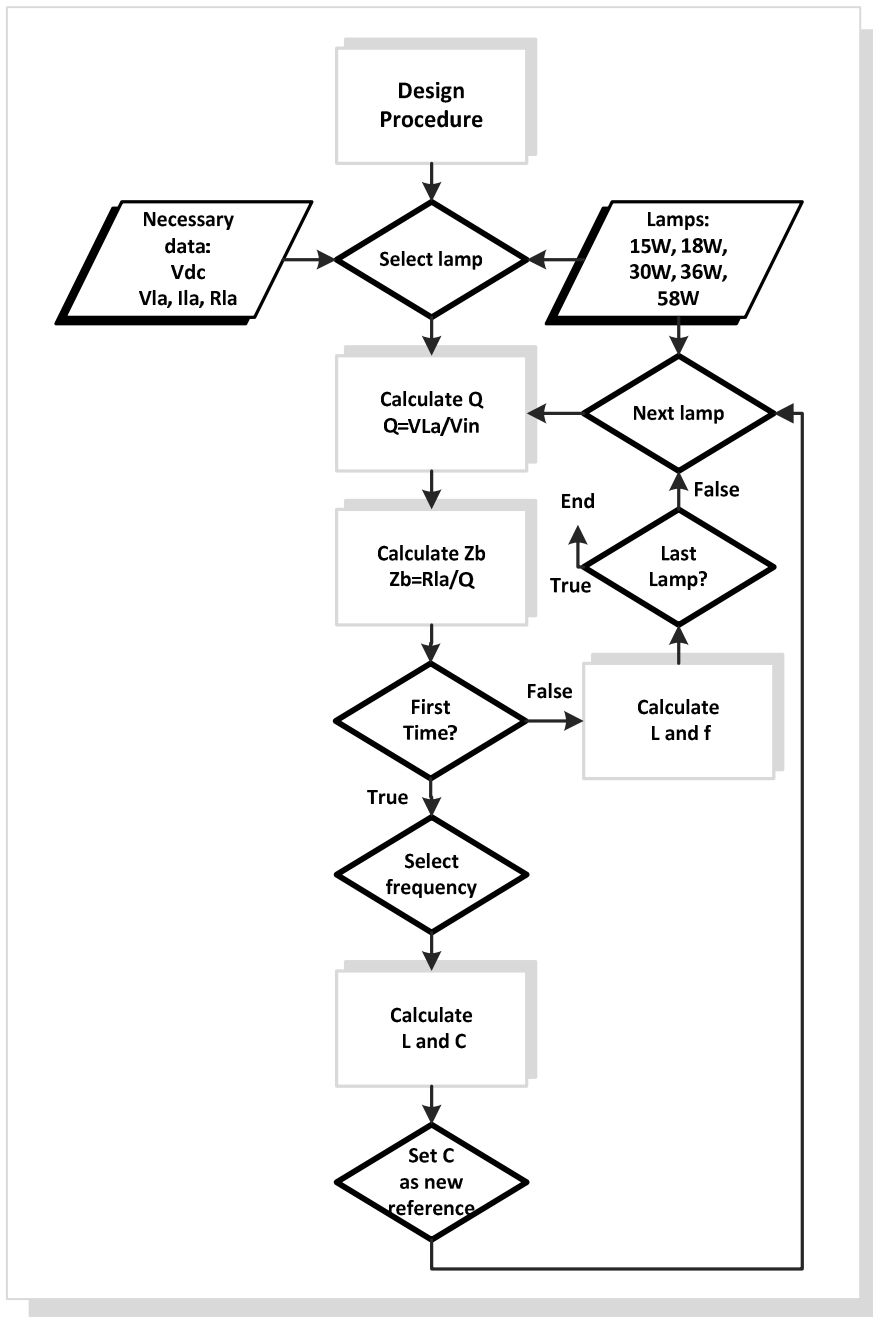 Design
Procedure
Necessary
data:
Vdc
Vla, Ila, Rla
Select lamp
Lamps:
15W, 18W,
30W, 36W,
58W
Calculate Q
Q=VLa/Vin
Next lamp
False
End
Calculate Zb
Zb=Rla/Q
Last
Lamp?
True
First
Time?
False
Calculate
L and f
True
Select
frequency
Calculate
L and C
Set C
as new
reference